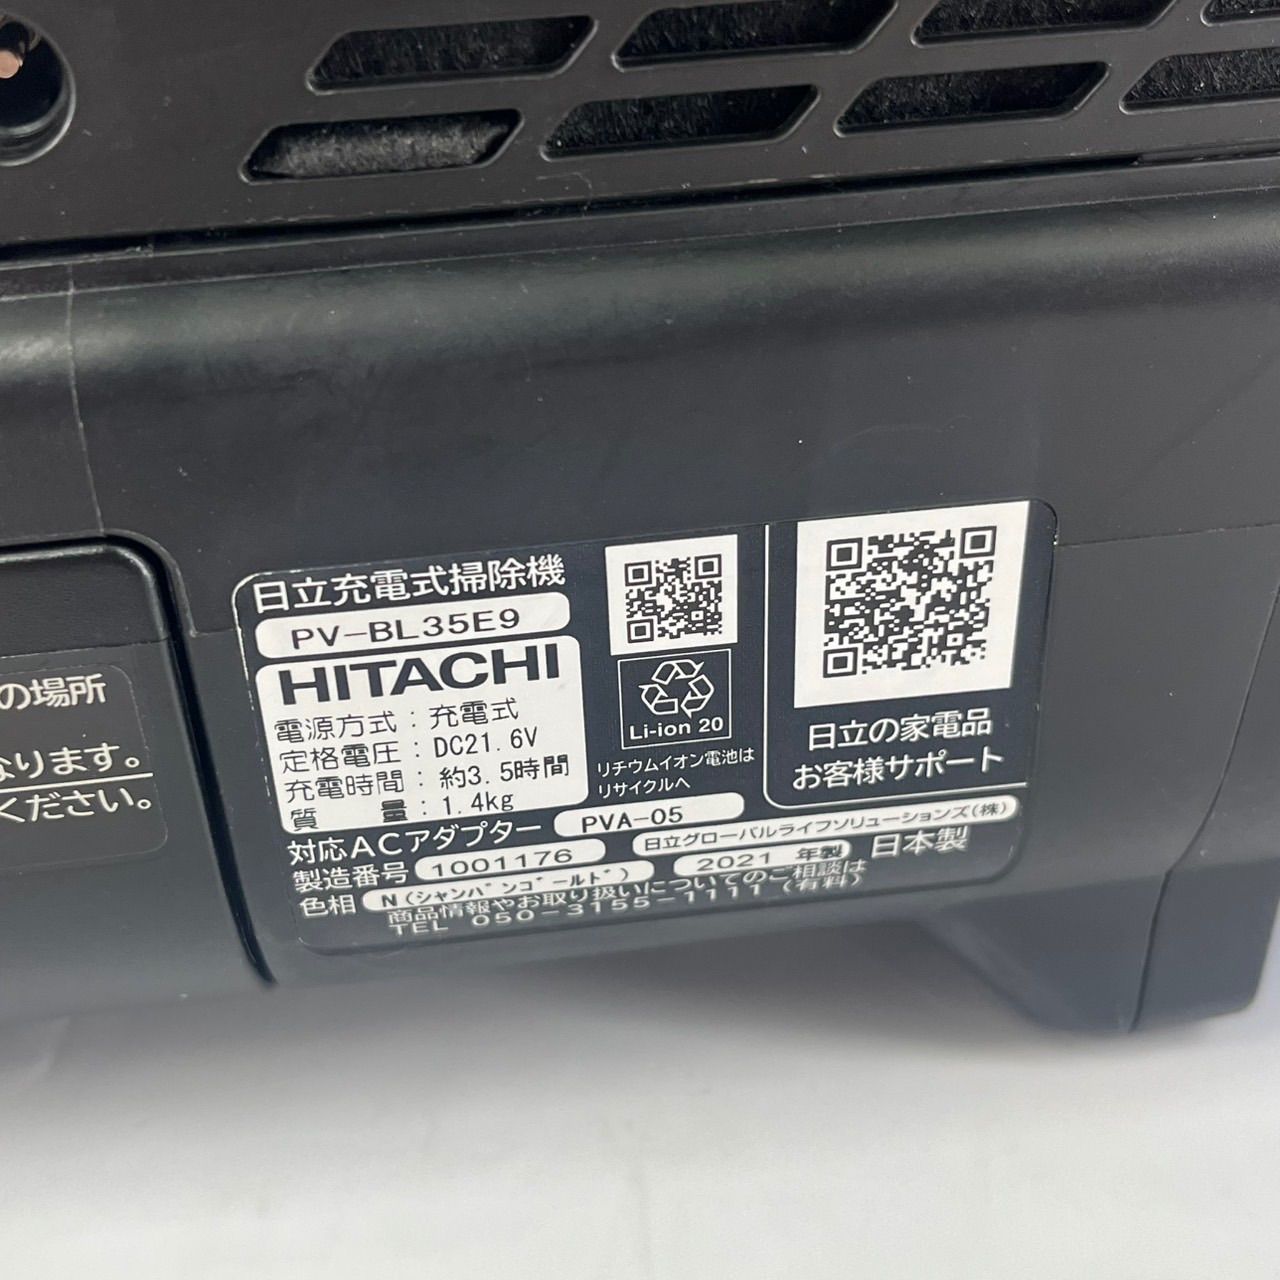 の場所
なります。
ください。
日立充電式掃除機
PV-BL35E9
HITACHI
電源方式：充電式
定格電圧：DC21.6V
充電時間：約3.5時間
質　　量：1.4kg
対応ACアダプター PVA-05
製造番号 1001176
色相 N(シャンパンゴールド)
商品情報やお取り扱いについてのご相談は
TEL 050-3155-1111(有料)
Li-ion 20
リチウムイオン電池は
リサイクルへ
日立の家電品
お客様サポート
日立グローバルライフソリューションズ(株)
2021 年製 日本製